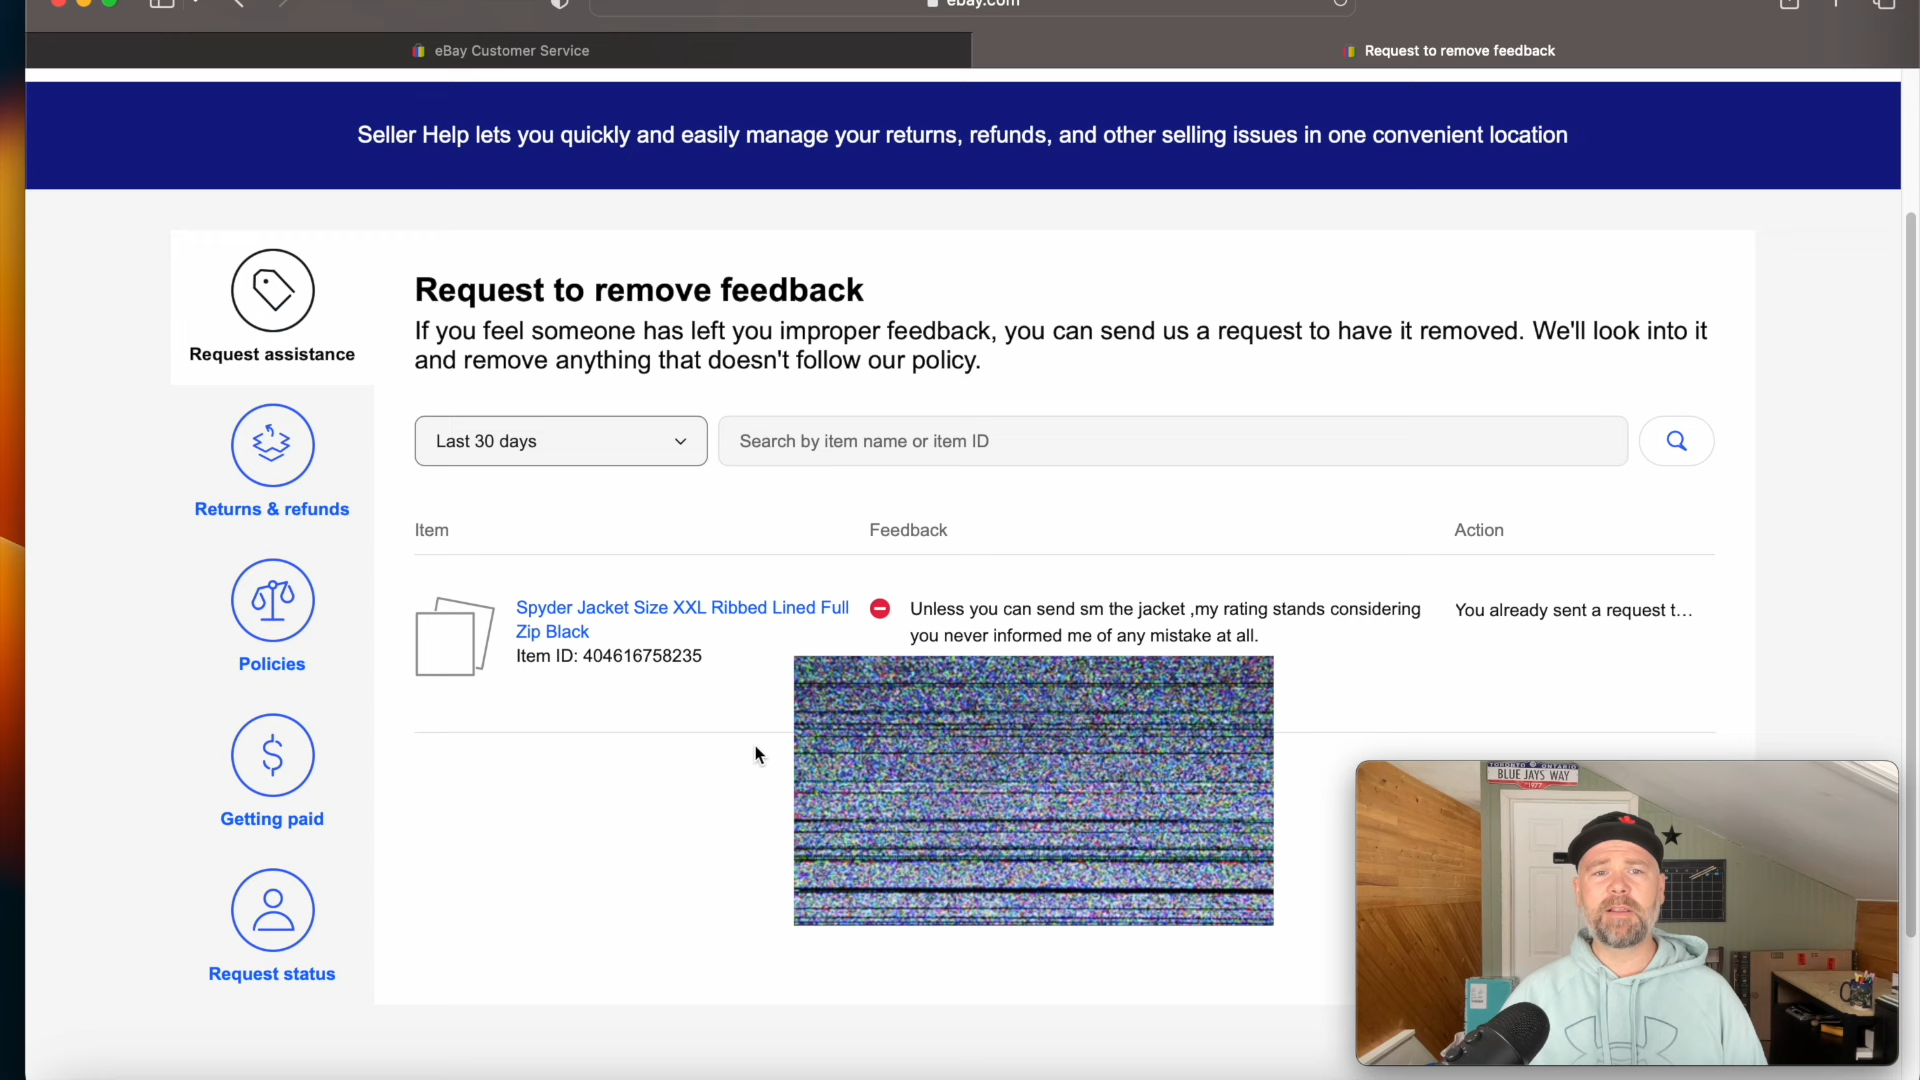 ebay.com
eBay Customer Service
Request to remove feedback
Seller Help lets you quickly and easily manage your returns, refunds, and other selling issues in one convenient location
Request assistance
Returns & refunds
Policies
Getting paid
Request status
Request to remove feedback
If you feel someone has left you improper feedback, you can send us a request to have it removed. We'll look into it
and remove anything that doesn't follow our policy.
Last 30 days
Search by item name or item ID
Item
Feedback
Action
Spyder Jacket Size XXL Ribbed Lined Full
Zip Black
Item ID: 404616758235
Unless you can send sm the jacket ,my rating stands considering
you never informed me of any mistake at all.
You already sent a request t...
TORONTO ONTARIO
BLUE JAYS WAY
1977